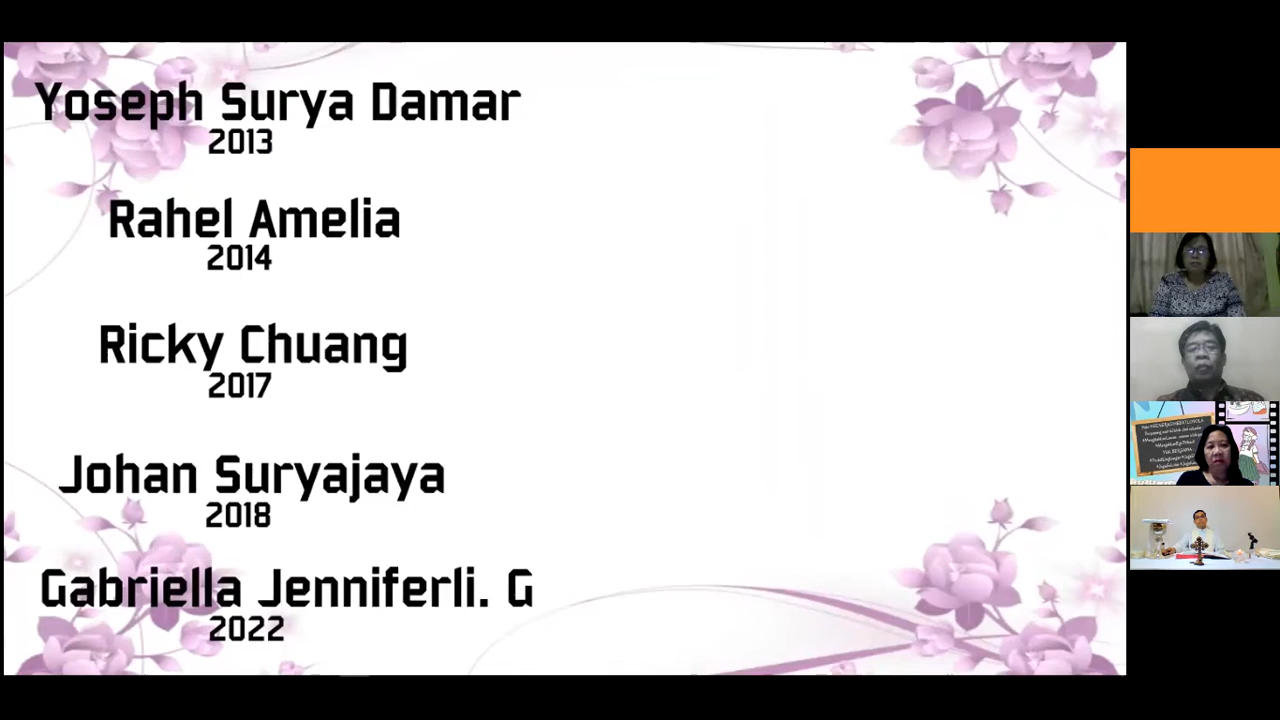 Yoseph Surya Damar
2013
Rahel Amelia
2014
Ricky Chuang
2017
Johan Suryajaya
2018
Gabriella Jenniferli. G
2022